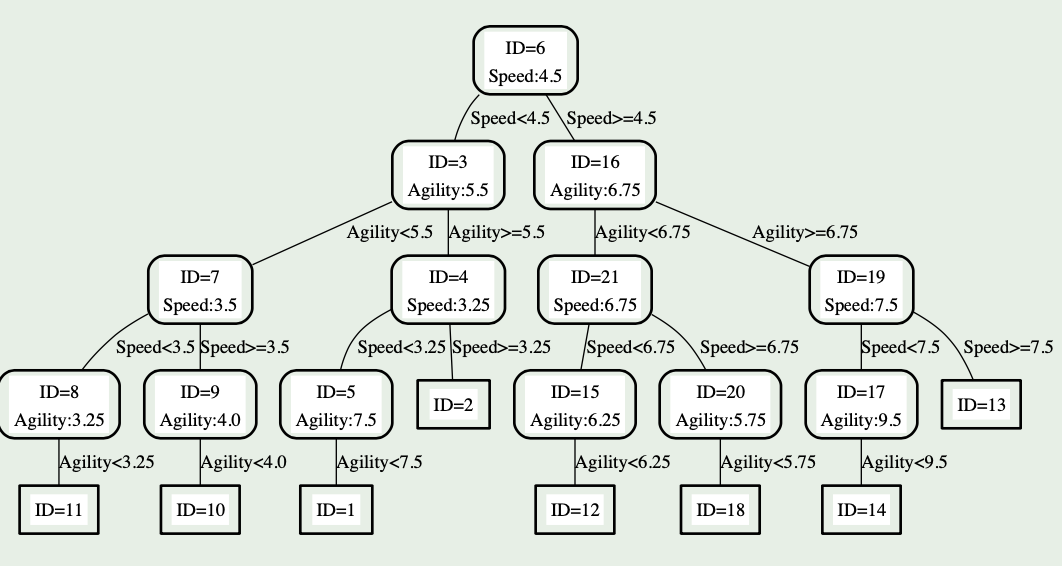 ID=6
Speed:4.5
Speed<4.5
Speed>=4.5
ID=3
Agility:5.5
ID=16
Agility:6.75
Agility<5.5
Agility>=5.5
Agility<6.75
Agility>=6.75
ID=7
Speed:3.5
ID=4
Speed:3.25
ID=21
Speed:6.75
ID=19
Speed:7.5
Speed<3.5
Speed>=3.5
Speed<3.25
Speed>=3.25
Speed<6.75
Speed>=6.75
Speed<7.5
Speed>=7.5
ID=8
Agility:3.25
ID=9
Agility:4.0
ID=5
Agility:7.5
ID=2
ID=15
Agility:6.25
ID=20
Agility:5.75
ID=17
Agility:9.5
ID=13
Agility<3.25
Agility<4.0
Agility<7.5
Agility<6.25
Agility<5.75
Agility<9.5
ID=11
ID=10
ID=1
ID=12
ID=18
ID=14